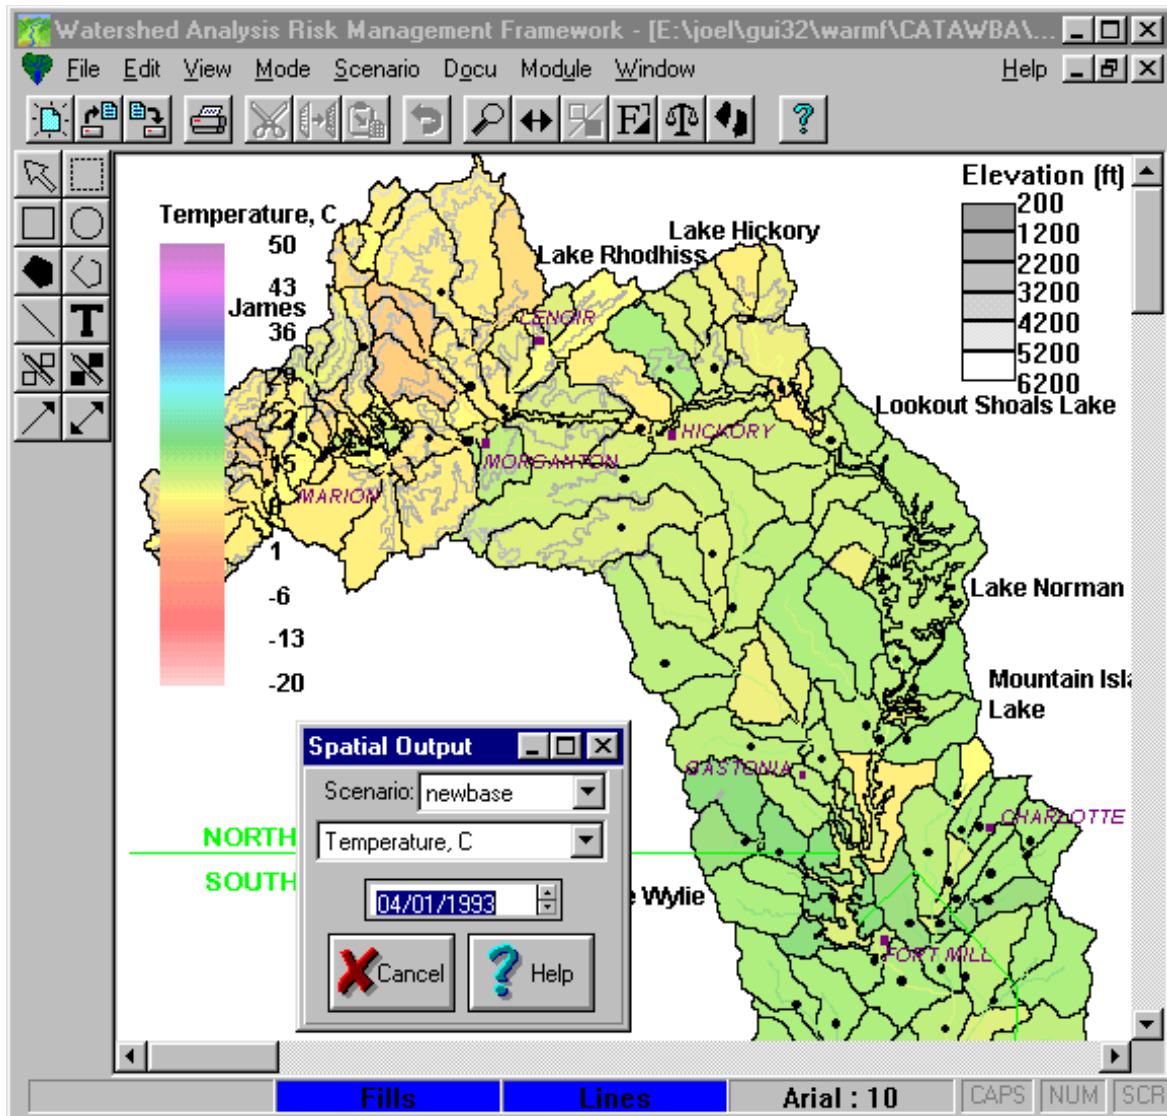 Watershed Analysis Risk Management Framework - [E:\joel\gui32\warmf\CATAWBA\...
File Edit View Mode Scenario Docu Module Window Help
Temperature, C
50
43
36
29
22
15
8
1
-6
-13
-20
James
Lake Rhodhiss
Lake Hickory
Elevation (ft)
200
1200
2200
3200
4200
5200
6200
Lookout Shoals Lake
LENOIR
HICKORY
MORGANTON
MARION
Lake Norman
Mountain Isla
Lake
GASTONIA
CHARLOTTE
NORTH
SOUTH
e Wylie
FORT MILL
Spatial Output
Scenario: newbase
Temperature, C
04/01/1993
Cancel
Help
Fills Lines Arial : 10 CAPS NUM SCR